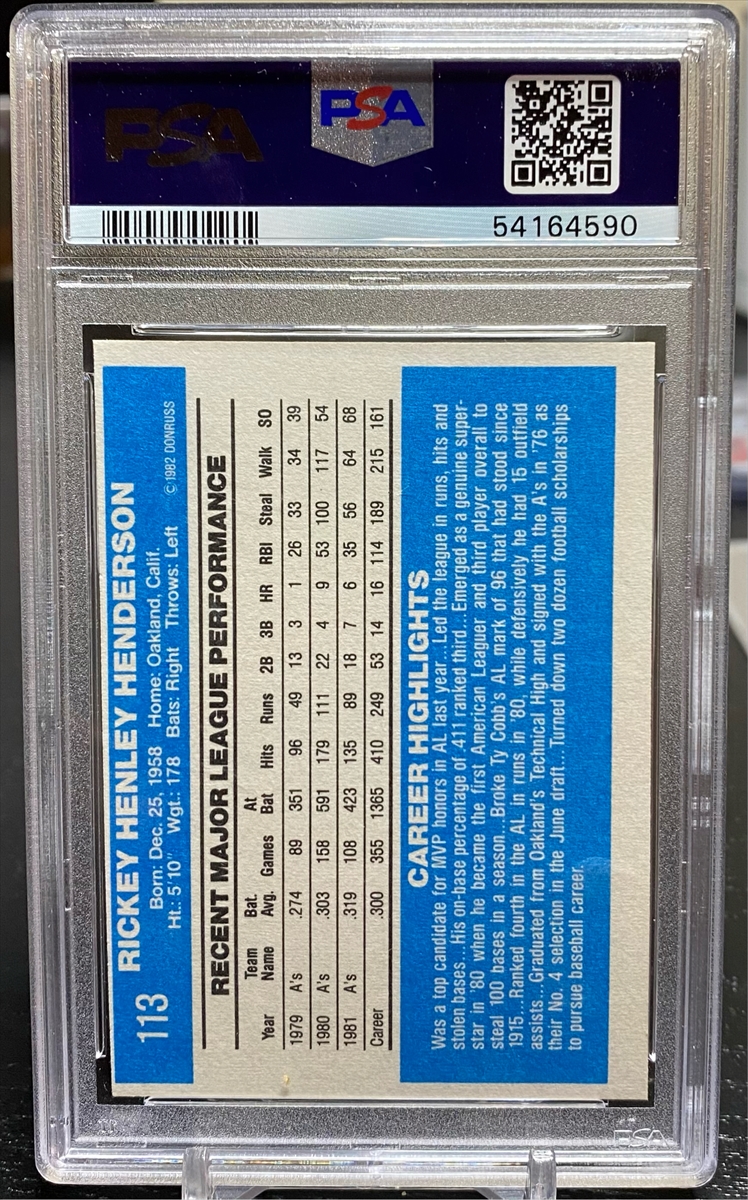 PSA
PSA
54164590
113
RICKEY HENLEY HENDERSON
Born: Dec. 25, 1958 Home: Oakland, Calif.
Ht.: 5'10" Wgt.: 178 Bats: Right Throws: Left ©1982 DONRUSS
RECENT MAJOR LEAGUE PERFORMANCE
Team Bat. At
Year Name Avg. Games Bat Hits Runs 2B 3B HR RBI Steal Walk SO
1979 A's .274 89 351 96 49 13 3 1 26 33 34 39
1980 A's .303 158 591 179 111 22 4 9 53 100 117 54
1981 A's .319 108 423 135 89 18 7 6 35 56 64 68
Career .300 355 1365 410 249 53 14 16 114 189 215 161
CAREER HIGHLIGHTS
Was a top candidate for MVP honors in AL last year...Led the league in runs, hits and
stolen bases...His on-base percentage of .411 ranked third...Emerged as a genuine super-
star in '80 when he became the first American Leaguer and third player overall to
steal 100 bases in a season...Broke Ty Cobb's AL mark of 96 that had stood since
1915...Ranked fourth in the AL in runs in '80, while defensively he had 15 outfield
assists...Graduated from Oakland's Technical High and signed with the A's in '76 as
their No. 4 selection in the June draft...Turned down two dozen football scholarships
to pursue baseball career.
PSA